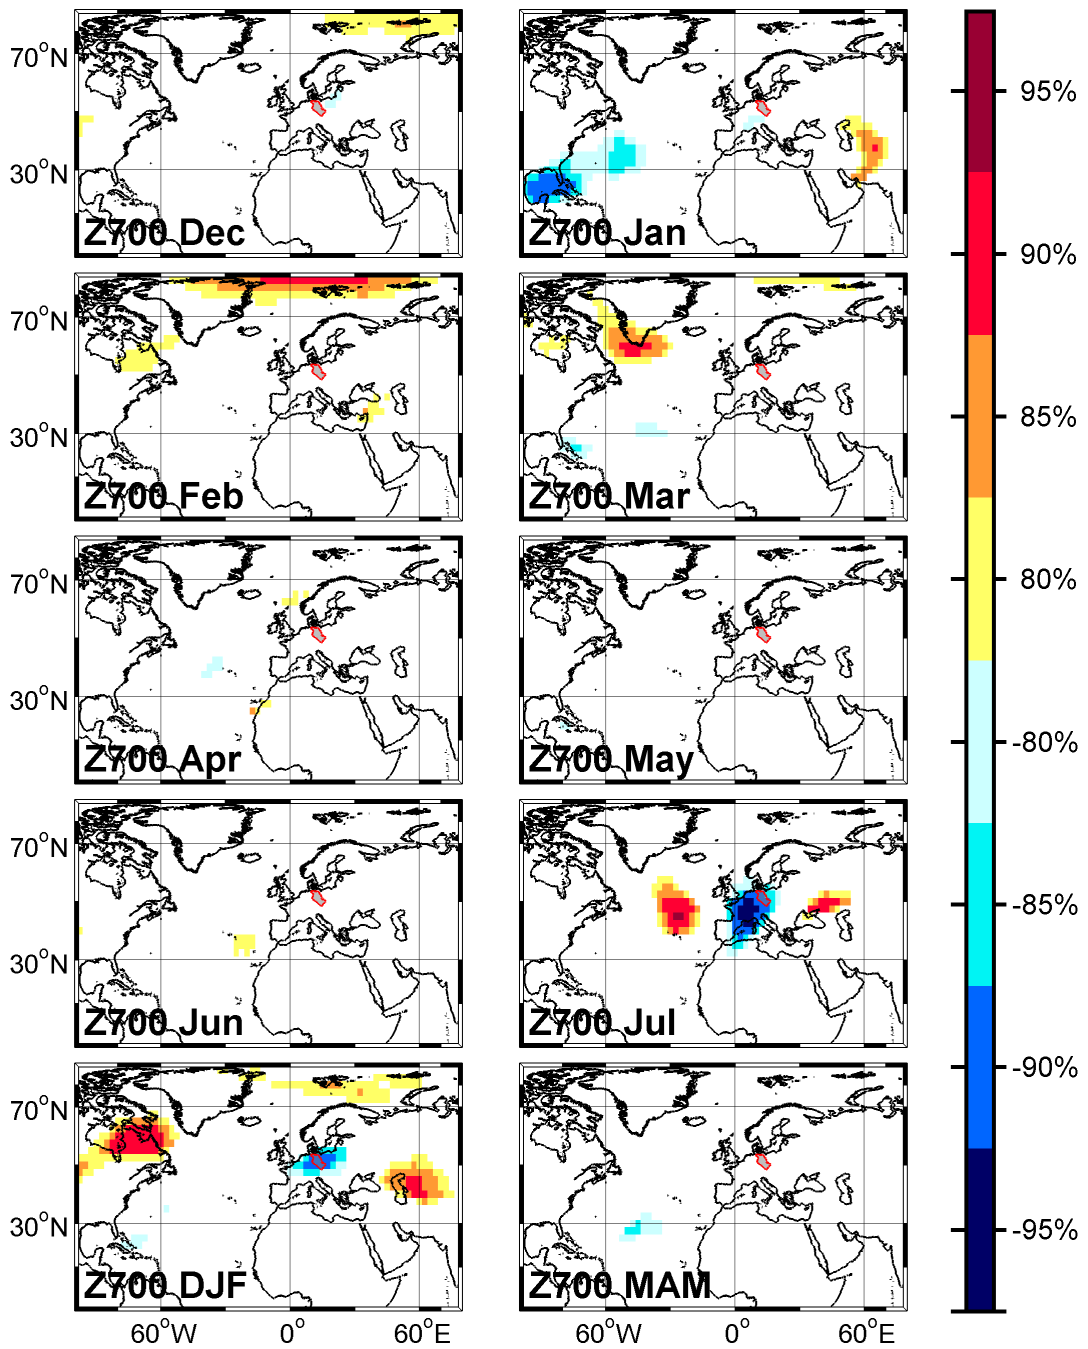 70°N
30°N
Z700 Dec
Z700 Jan
70°N
30°N
Z700 Feb
Z700 Mar
70°N
30°N
Z700 Apr
Z700 May
70°N
30°N
Z700 Jun
Z700 Jul
70°N
30°N
Z700 DJF
Z700 MAM
60°W
0°
60°E
60°W
0°
60°E
95%
90%
85%
80%
-80%
-85%
-90%
-95%